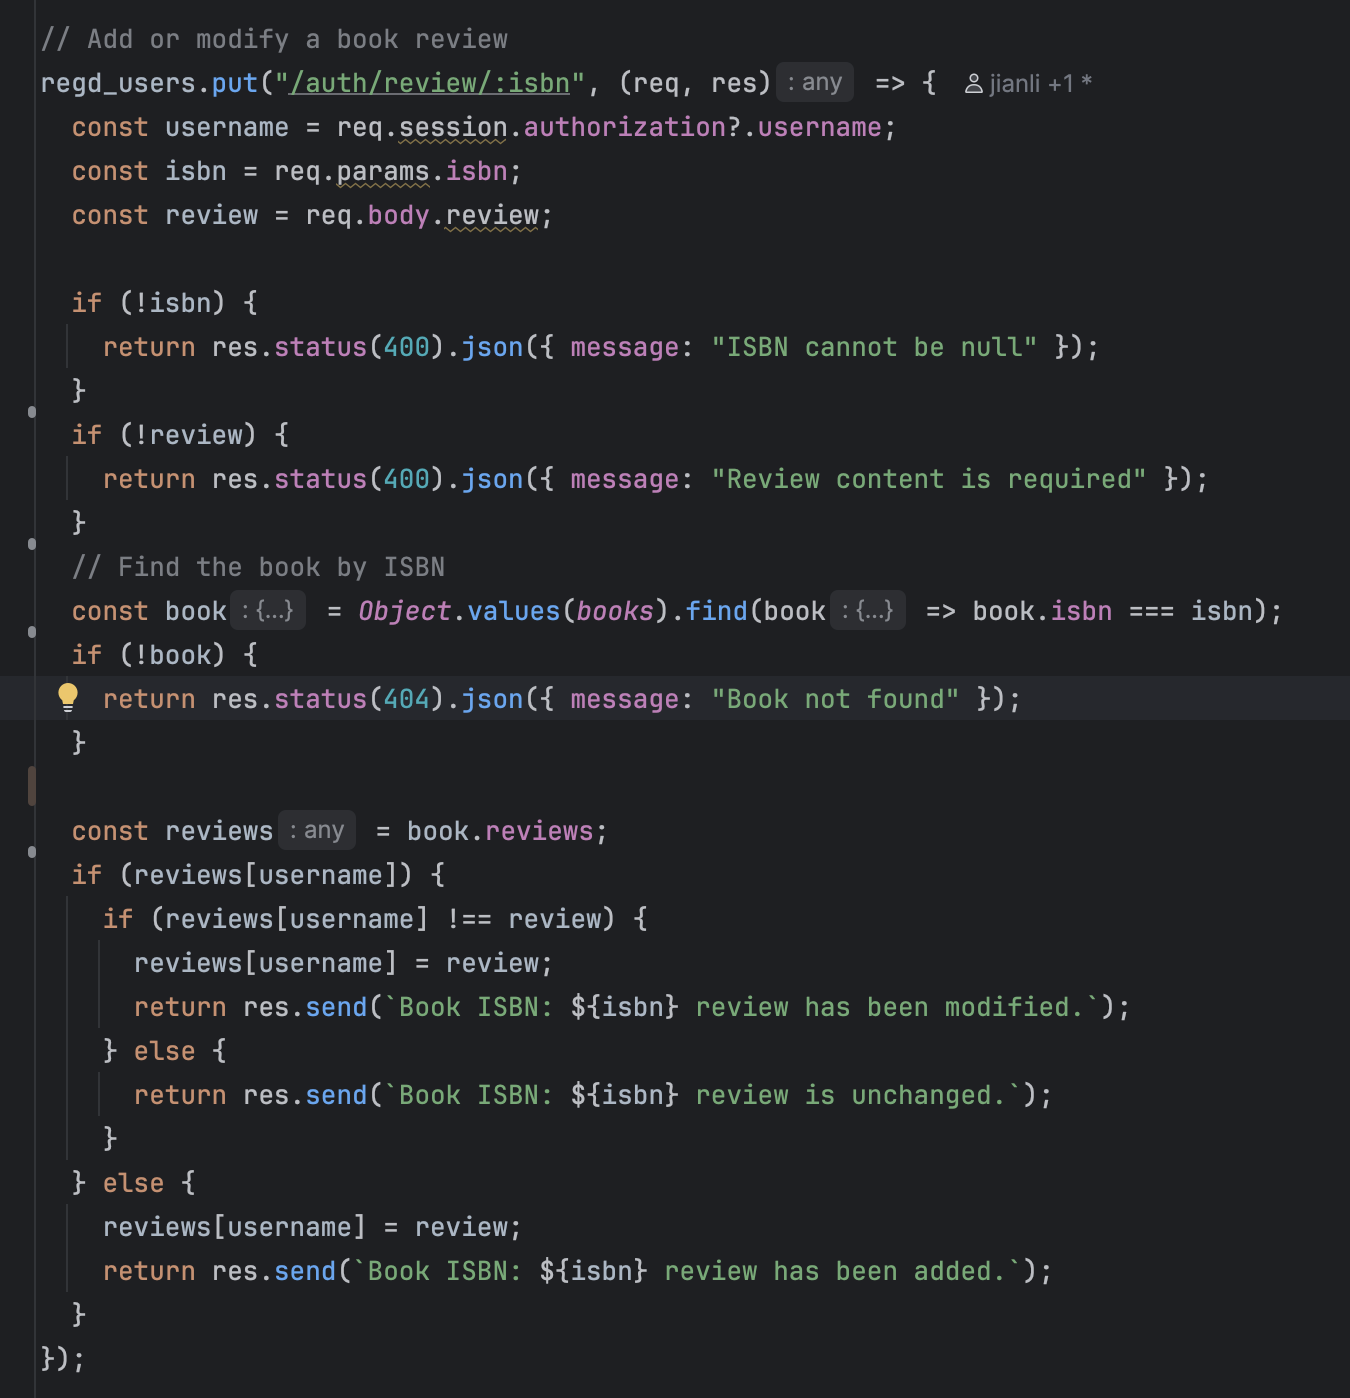 // Add or modify a book review
regd_users.put("/auth/review/:isbn", (req, res) : any => { jianli +1 *
const username = req.session.authorization?.username;
const isbn = req.params.isbn;
const review = req.body.review;
if (!isbn) {
return res.status(400).json({ message: "ISBN cannot be null" });
}
if (!review) {
return res.status(400).json({ message: "Review content is required" });
}
// Find the book by ISBN
const book : {...} = Object.values(books).find(book : {...} => book.isbn === isbn);
if (!book) {
return res.status(404).json({ message: "Book not found" });
}
const reviews : any = book.reviews;
if (reviews[username]) {
if (reviews[username] !== review) {
reviews[username] = review;
return res.send(`Book ISBN: ${isbn} review has been modified.`);
} else {
return res.send(`Book ISBN: ${isbn} review is unchanged.`);
}
} else {
reviews[username] = review;
return res.send(`Book ISBN: ${isbn} review has been added.`);
}
});